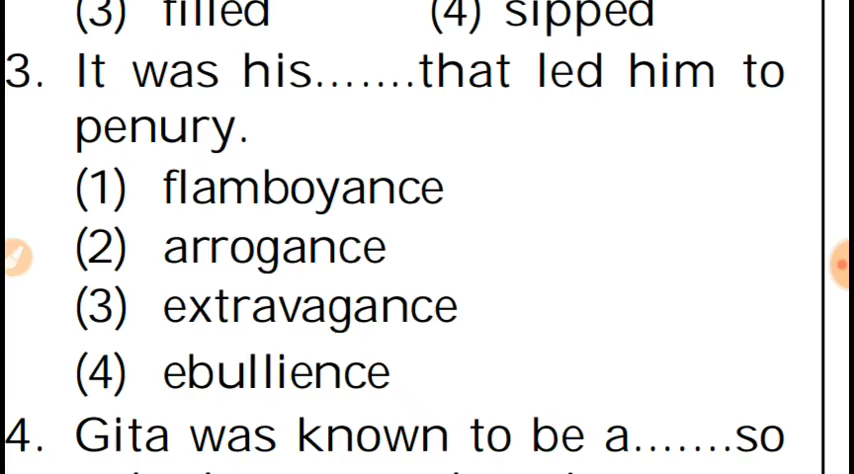 (3) filled (4) sipped
3. It was his.......that led him to
penury.
(1) flamboyance
(2) arrogance
(3) extravagance
(4) ebullience
4. Gita was known to be a.......so